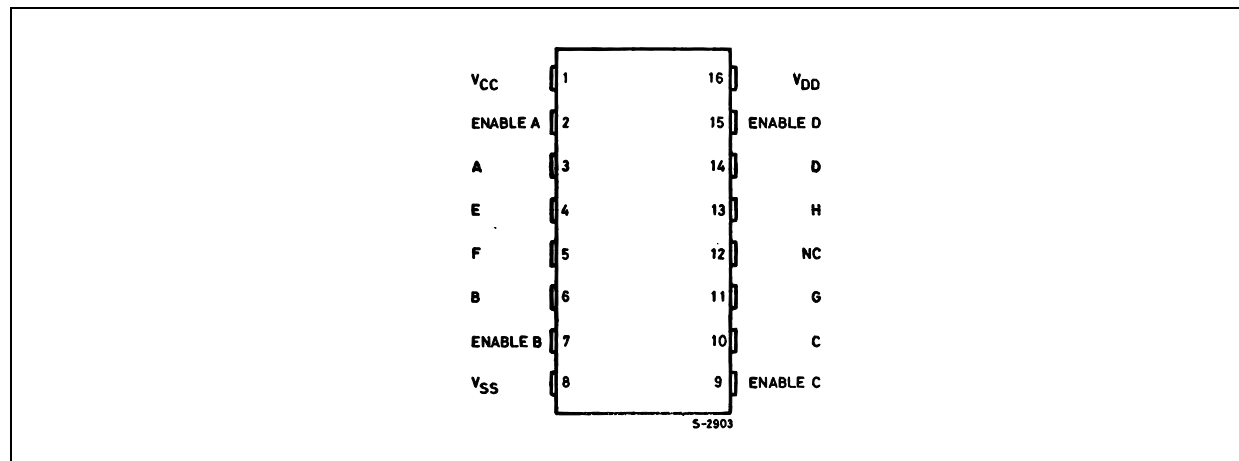 VCC 1 16 VDD
ENABLE A 2 15 ENABLE D
A 3 14 D
E 4 13 H
F 5 12 NC
B 6 11 G
ENABLE B 7 10 C
VSS 8 9 ENABLE C
S-2903